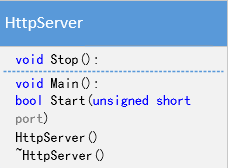 HttpServer
void Stop():
void Main():
bool Start(unsigned short
port)
HttpServer()
~HttpServer()